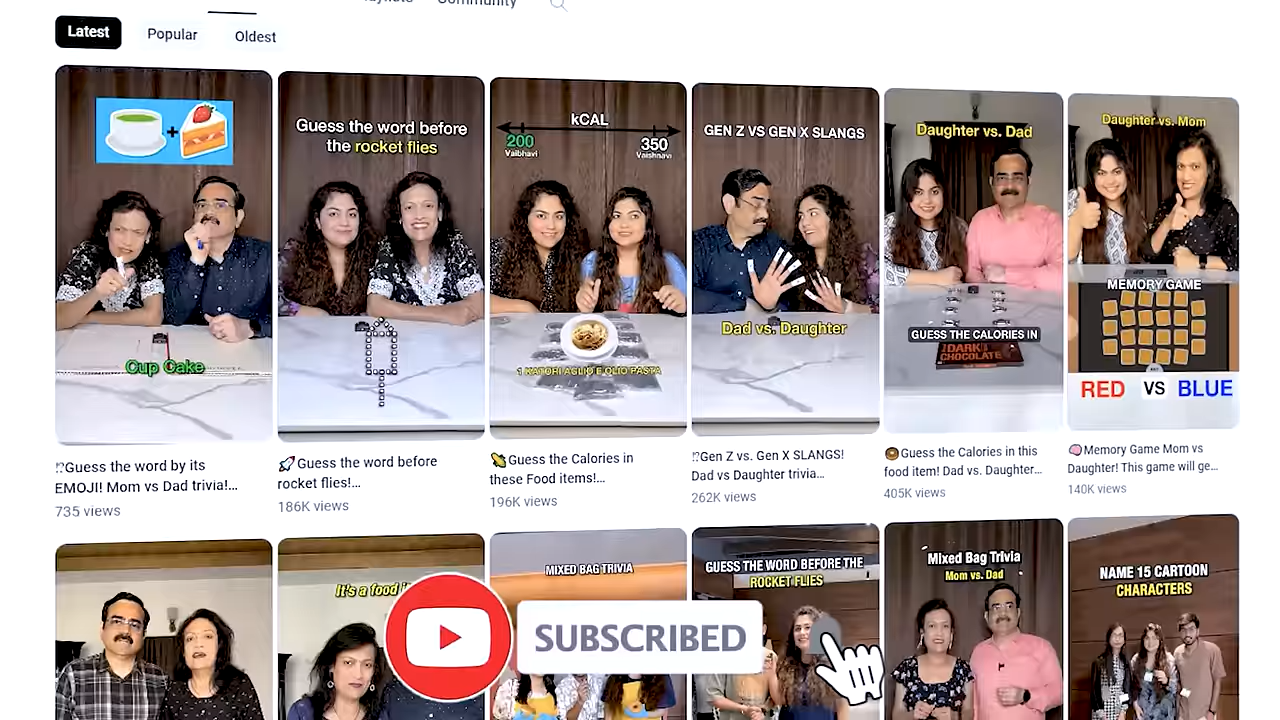 Playlists
Community
Latest
Popular
Oldest
Guess the word before
the rocket flies
kCAL
200
Vaibhavi
350
Vaishnavi
GEN Z VS GEN X SLANGS
Daughter vs. Dad
Daughter vs. Mom
Cup Cake
1 KATORI AGLIO E OLIO PASTA
Dad vs. Daughter
GUESS THE CALORIES IN
DARK
CHOCOLATE
MEMORY GAME
RED VS BLUE
⁉Guess the word by its
EMOJI! Mom vs Dad trivia!…
735 views
🚀Guess the word before
rocket flies!…
186K views
🌽Guess the Calories in
these Food items!…
196K views
⁉Gen Z vs. Gen X SLANGS!
Dad vs Daughter trivia…
262K views
🍩Guess the Calories in this
food item! Dad vs. Daughter…
405K views
🧠Memory Game Mom vs
Daughter! This game will ge…
140K views
It's a food
MIXED BAG TRIVIA
GUESS THE WORD BEFORE THE
ROCKET FLIES
Mixed Bag Trivia
Mom vs. Dad
NAME 15 CARTOON
CHARACTERS
SUBSCRIBED